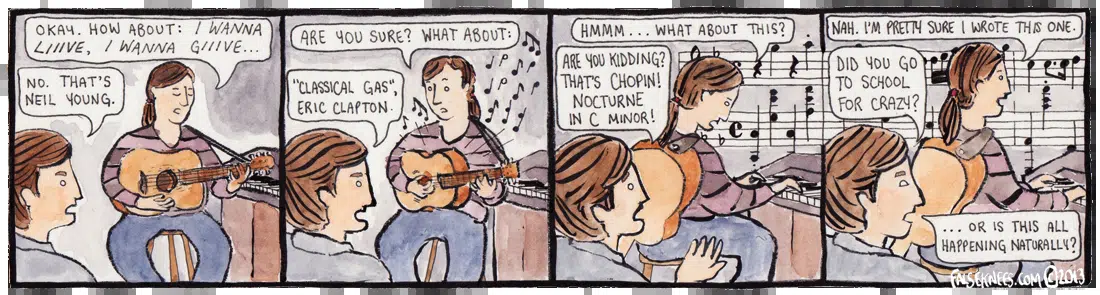 OKAY. HOW ABOUT: I WANNA
LIIIVE, I WANNA GIIIVE...
NO. THAT'S
NEIL YOUNG.
ARE YOU SURE? WHAT ABOUT:
"CLASSICAL GAS",
ERIC CLAPTON.
HMMM... WHAT ABOUT THIS?
ARE YOU KIDDING?
THAT'S CHOPIN!
NOCTURNE
IN C MINOR!
NAH. I'M PRETTY SURE I WROTE THIS ONE.
DID YOU GO
TO SCHOOL
FOR CRAZY?
...OR IS THIS ALL
HAPPENING NATURALLY?
FALSEKNEES.COM © 2013